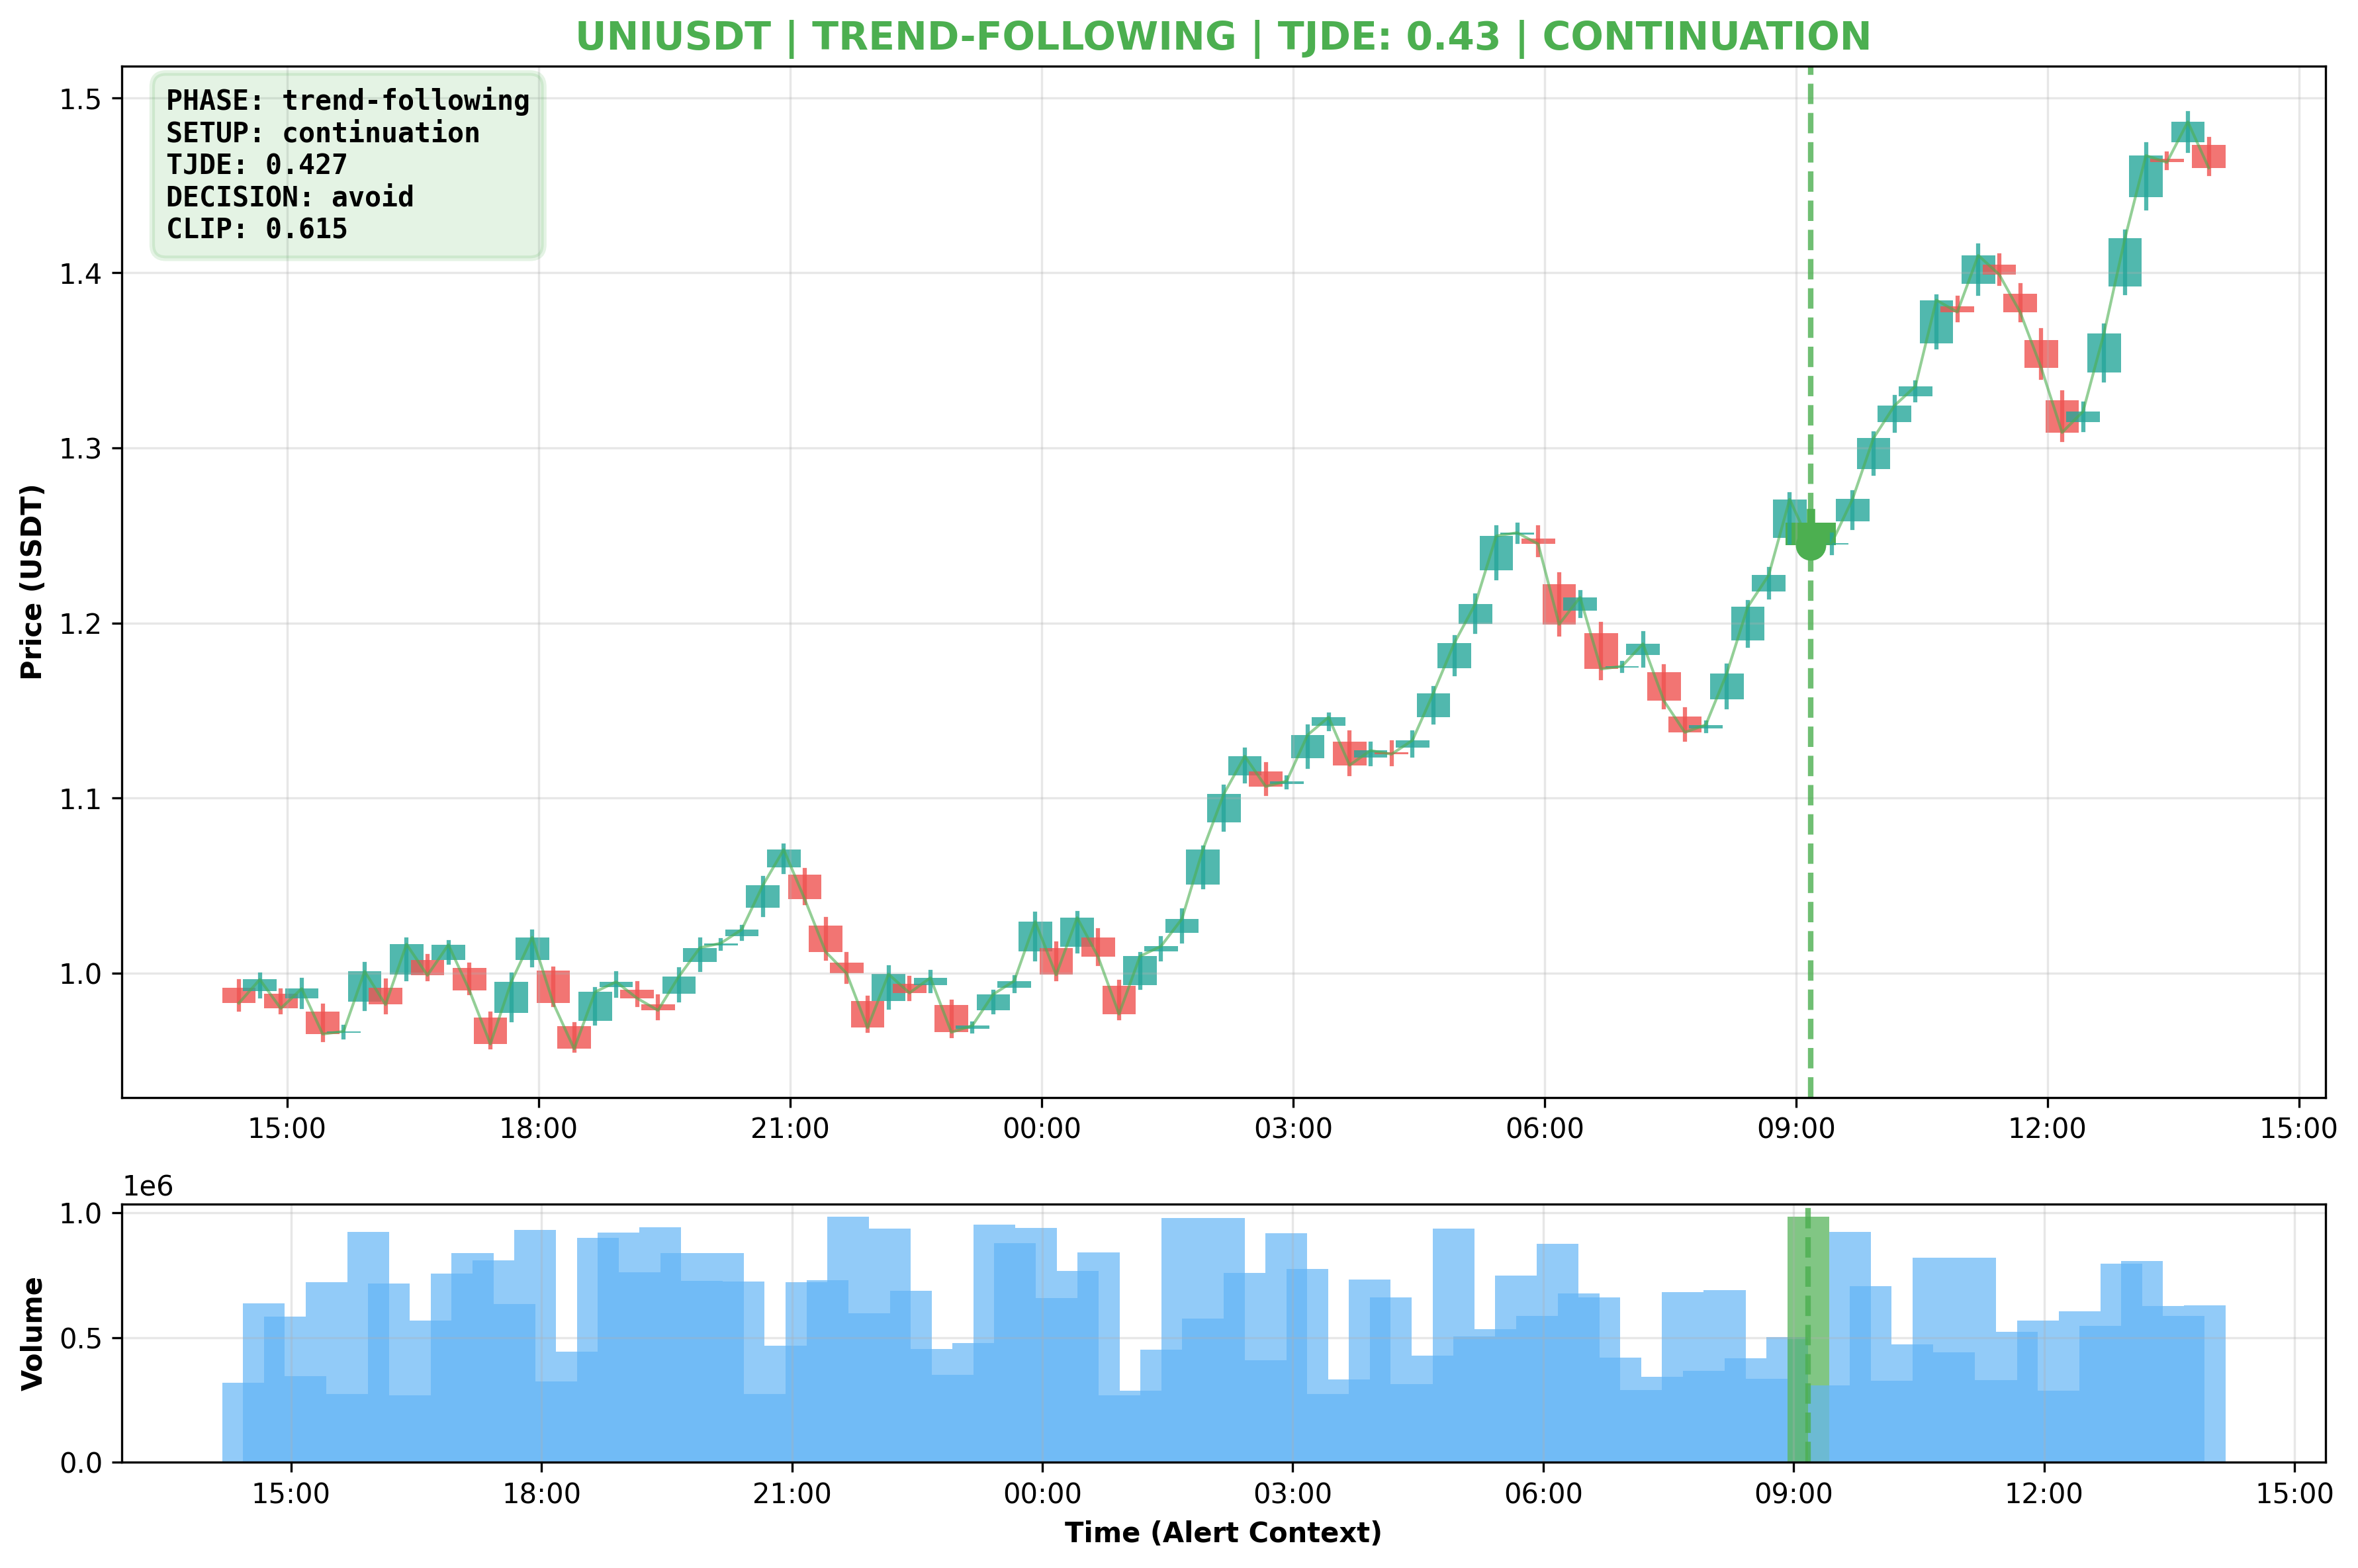 UNIUSDT | TREND-FOLLOWING | TJDE: 0.43 | CONTINUATION
PHASE: trend-following
SETUP: continuation
TJDE: 0.427
DECISION: avoid
CLIP: 0.615
Price (USDT)
1.5
1.4
1.3
1.2
1.1
1.0
15:00 18:00 21:00 00:00 03:00 06:00 09:00 12:00 15:00
1e6
Volume
1.0
0.5
0.0
15:00 18:00 21:00 00:00 03:00 06:00 09:00 12:00 15:00
Time (Alert Context)